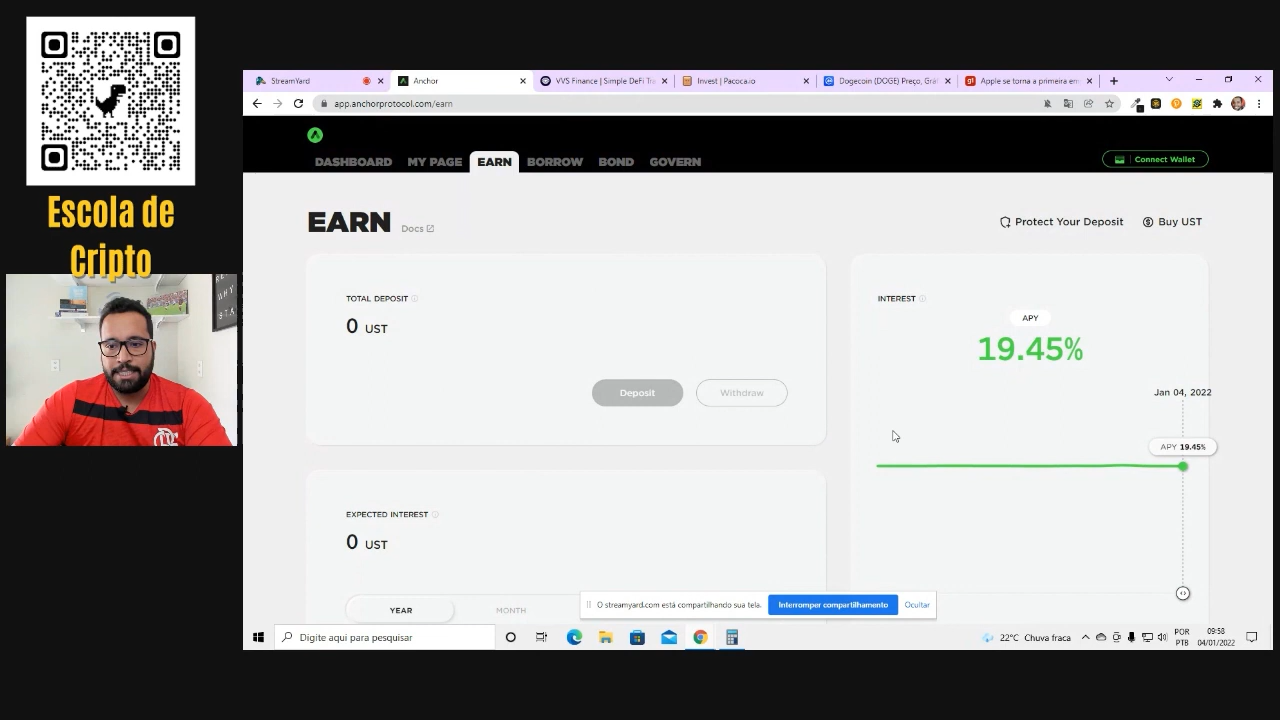 Escola de
Cripto
StreamYard
Anchor
VVS Finance | Simple DeFi Tr
Invest | Pacoca.io
Dogecoin (DOGE) Preço, Grá
Apple se torna a primeira em
app.anchorprotocol.com/earn
DASHBOARD
MY PAGE
EARN
BORROW
BOND
GOVERN
Connect Wallet
EARN
Docs
Protect Your Deposit
Buy UST
TOTAL DEPOSIT
0 UST
Deposit
Withdraw
INTEREST
APY
19.45%
Jan 04, 2022
APY 19.45%
EXPECTED INTEREST
0 UST
YEAR
MONTH
O streamyard.com está compartilhando sua tela.
Interromper compartilhamento
Ocultar
Digite aqui para pesquisar
22°C Chuva fraca
POR
PTB
09:58
04/01/2022